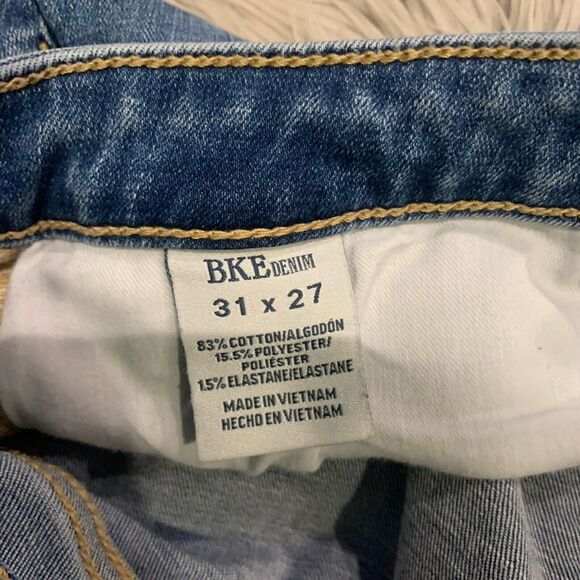 BKE DENIM
31 x 27
83% COTTON/ALGODÓN
15.5% POLYESTER/
POLIÉSTER
1.5% ELASTANE/ELASTANE
MADE IN VIETNAM
HECHO EN VIETNAM